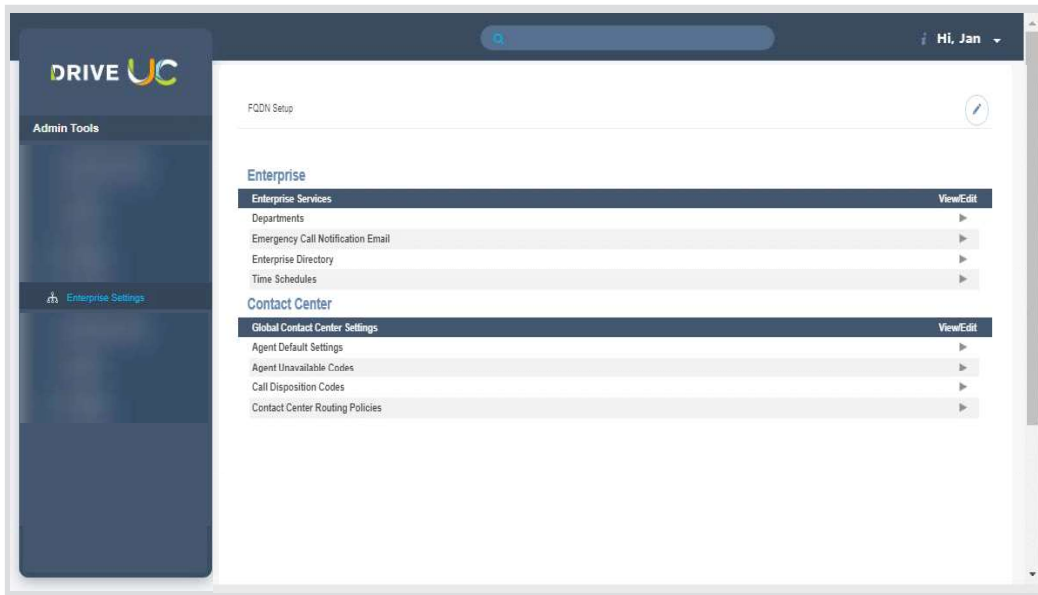 Hi, Jan
DRIVE UC
Admin Tools
Enterprise Settings
FQDN Setup
Enterprise
Enterprise Services View/Edit
Departments
Emergency Call Notification Email
Enterprise Directory
Time Schedules
Contact Center
Global Contact Center Settings View/Edit
Agent Default Settings
Agent Unavailable Codes
Call Disposition Codes
Contact Center Routing Policies